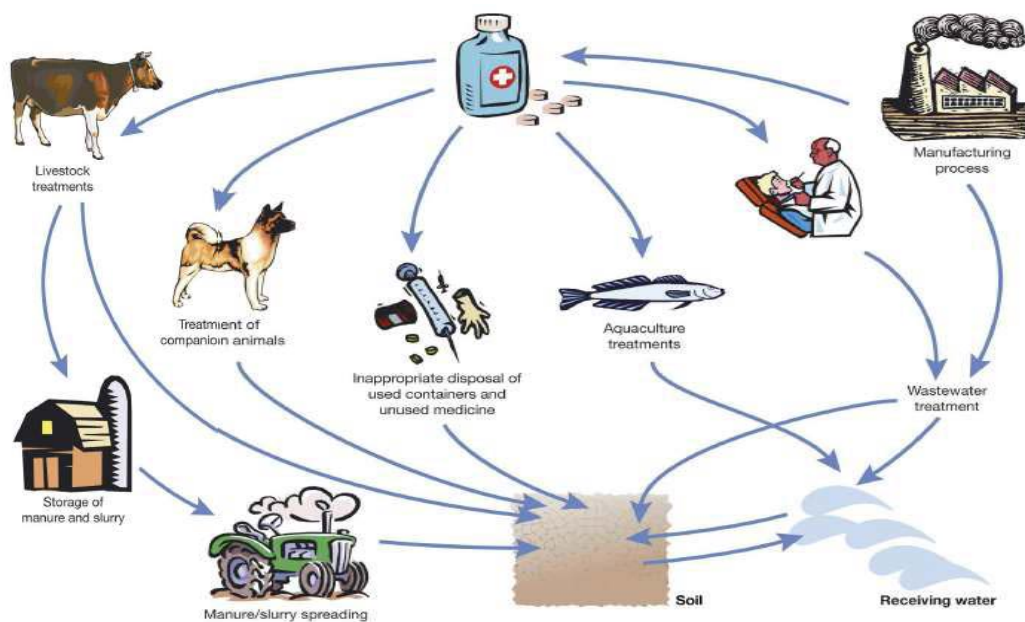 Livestock
treatments
Manufacturing
process
Treatment of
companion animals
Aquaculture
treatments
Inappropriate disposal of
used containers and
unused medicine
Wastewater
treatment
Storage of
manure and slurry
Manure/slurry spreading
Soil
Receiving water